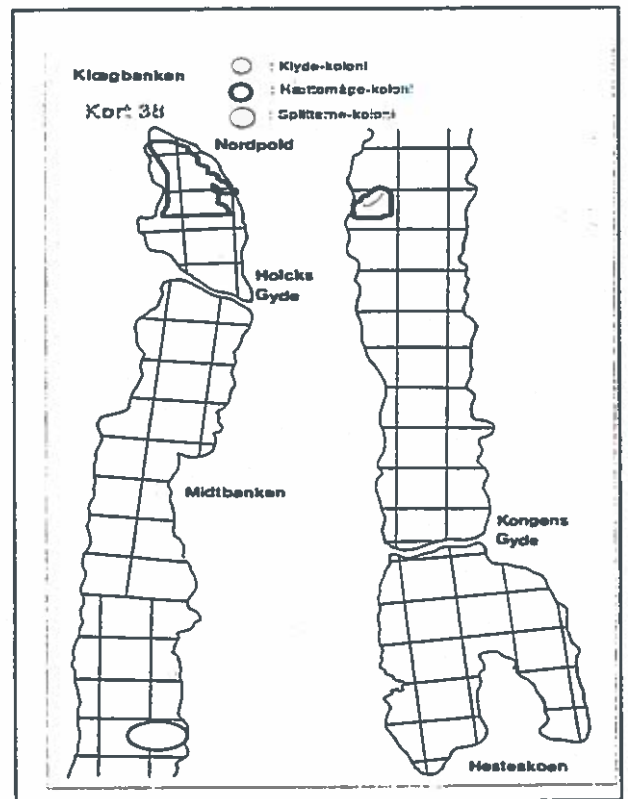 Klægbanken
Kort 38
: Klyde-koloni
: Hættemåge-koloni
: Splitterne-koloni
Nordpold
Holcks
Gyde
Midtbanken
Kongens
Gyde
Hesteskoen